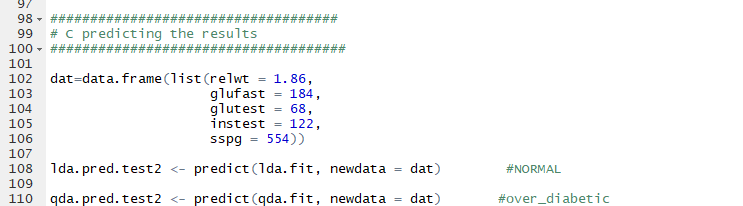 97
98 ####################################
99 # C predicting the results
100 #####################################
101
102 dat=data.frame(list(relwt = 1.86,
103 glufast = 184,
104 glutest = 68,
105 instest = 122,
106 sspg = 554))
107
108 lda.pred.test2 <- predict(lda.fit, newdata = dat) #NORMAL
109
110 qda.pred.test2 <- predict(qda.fit, newdata = dat) #over_diabetic